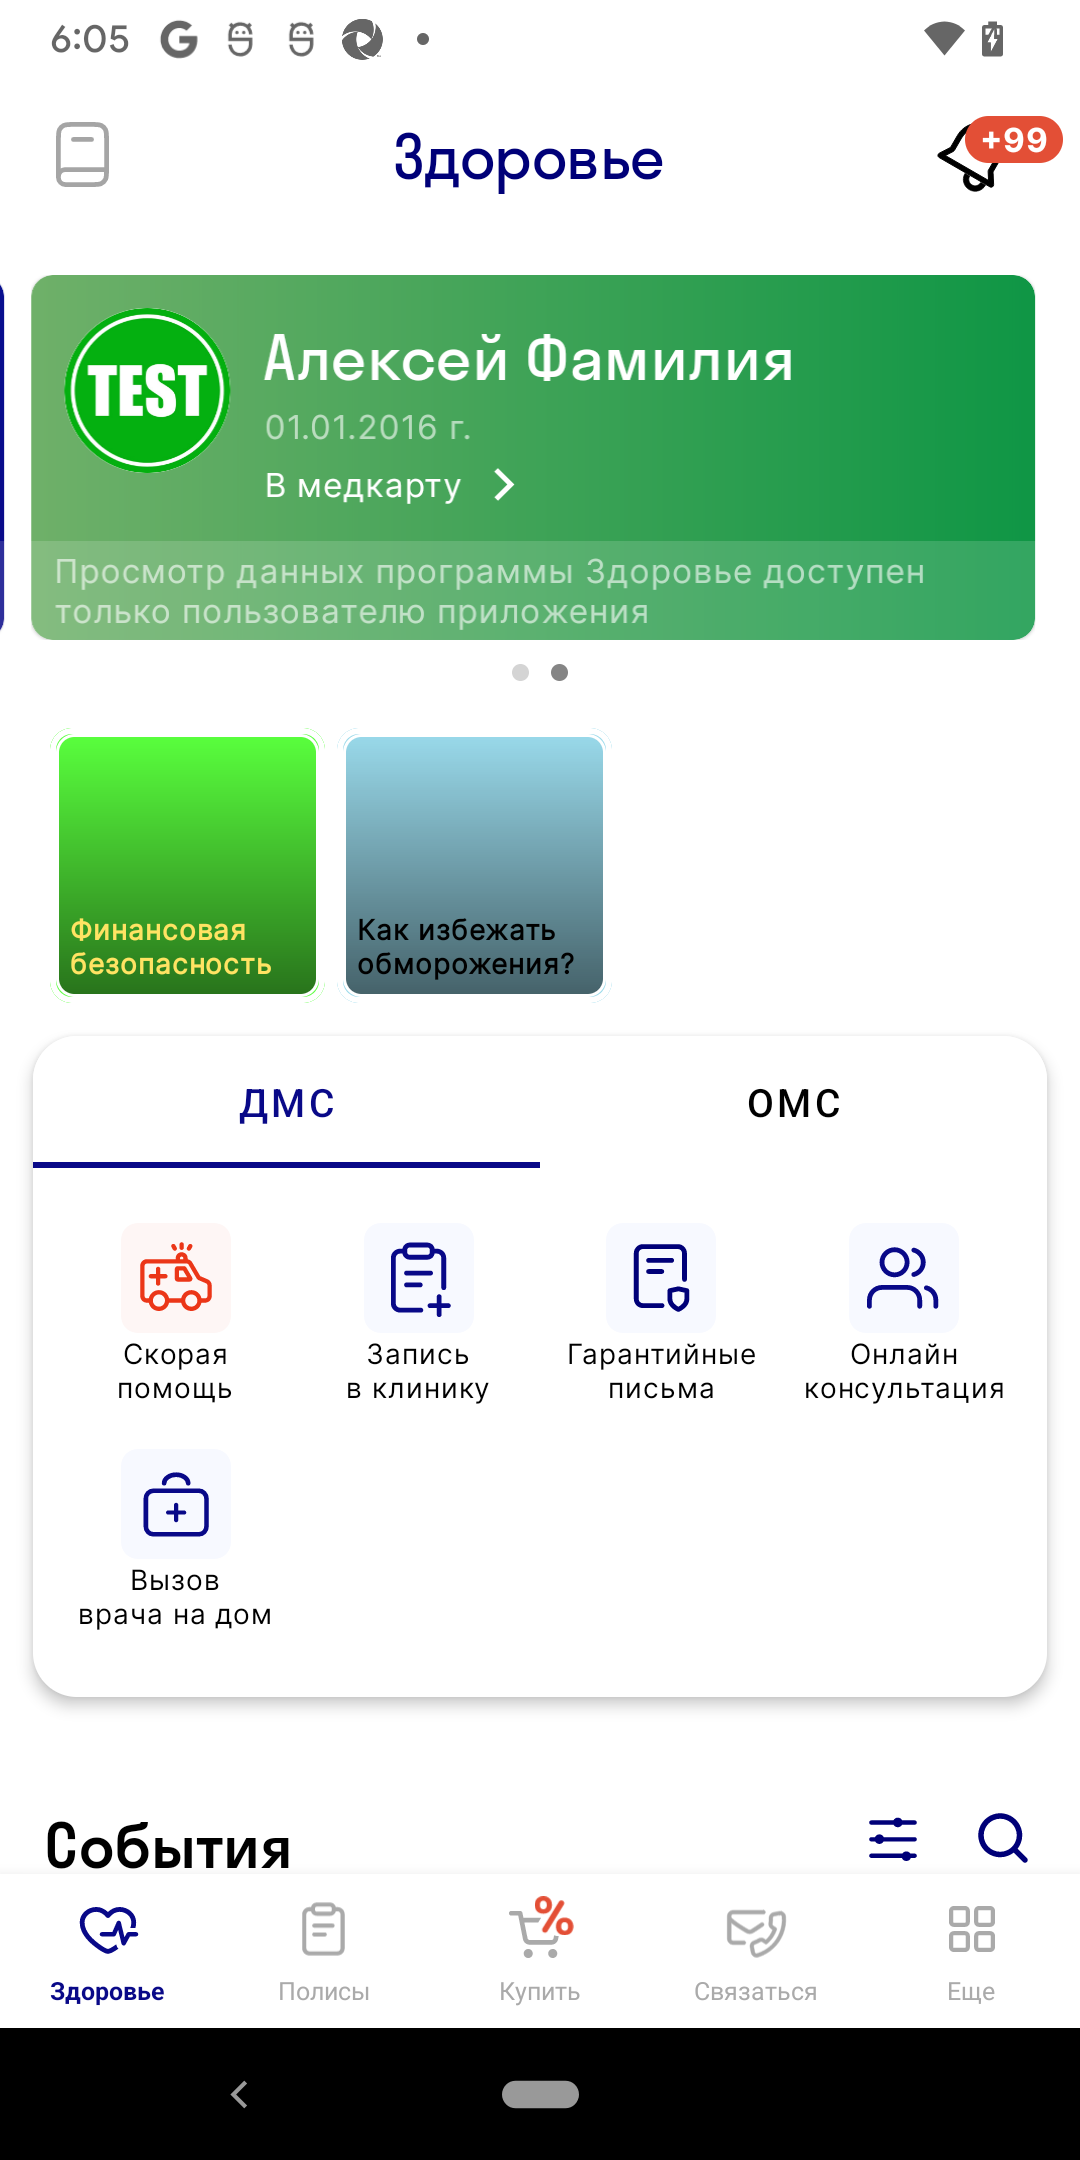 6:05
Здоровье
+99
TEST
Алексей Фамилия
01.01.2016 г.
В медкарту
Просмотр данных программы Здоровье доступен
только пользователю приложения
Финансовая
безопасность
Как избежать
обморожения?
ДМС
ОМС
Скорая
помощь
Запись
в клинику
Гарантийные
письма
Онлайн
консультация
Вызов
врача на дом
События
Здоровье
Полисы
Купить
Связаться
Еще